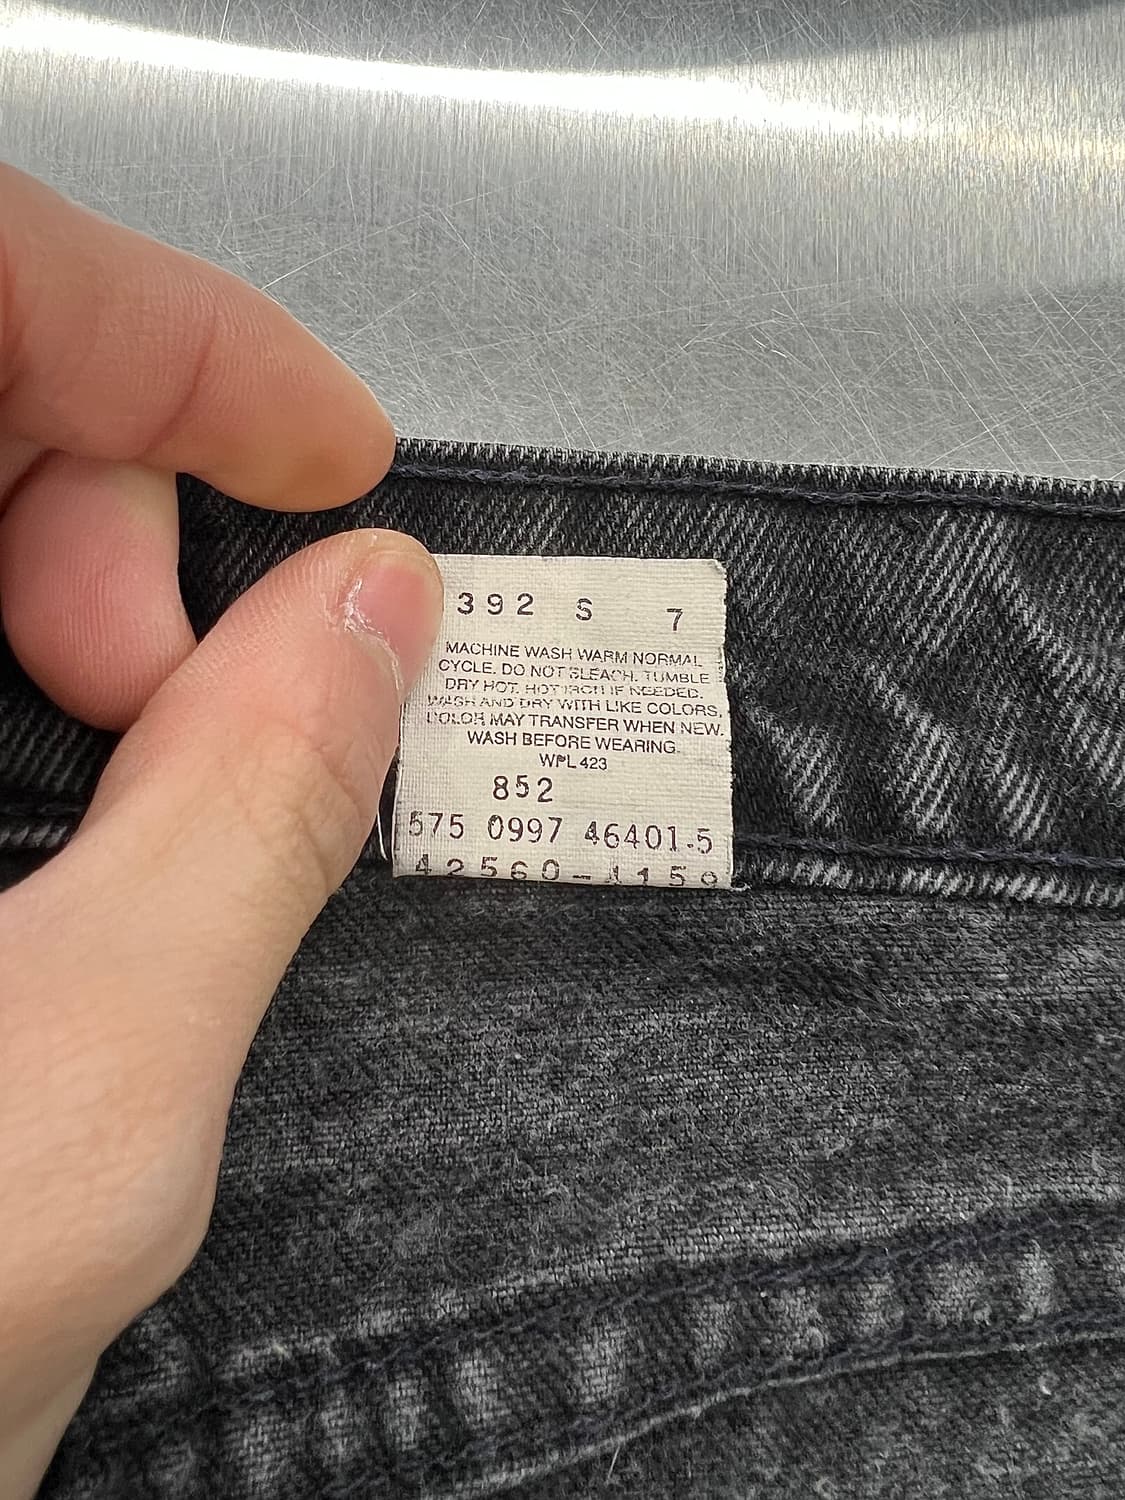 392 S 7
MACHINE WASH WARM NORMAL
CYCLE. DO NOT BLEACH. TUMBLE
DRY HOT. HOT IRON IF NEEDED.
WASH AND DRY WITH LIKE COLORS.
COLOR MAY TRANSFER WHEN NEW.
WASH BEFORE WEARING.
WPL 423
852
575 0997 46401.5
42560-